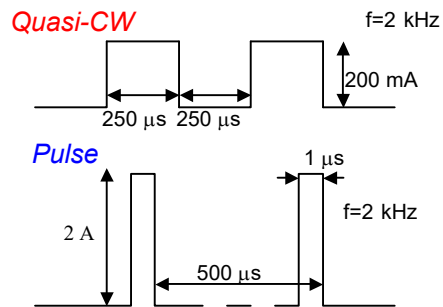 Quasi-CW
f=2 kHz
200 mA
250 μs 250 μs
Pulse
1 μs
2 A
f=2 kHz
500 μs